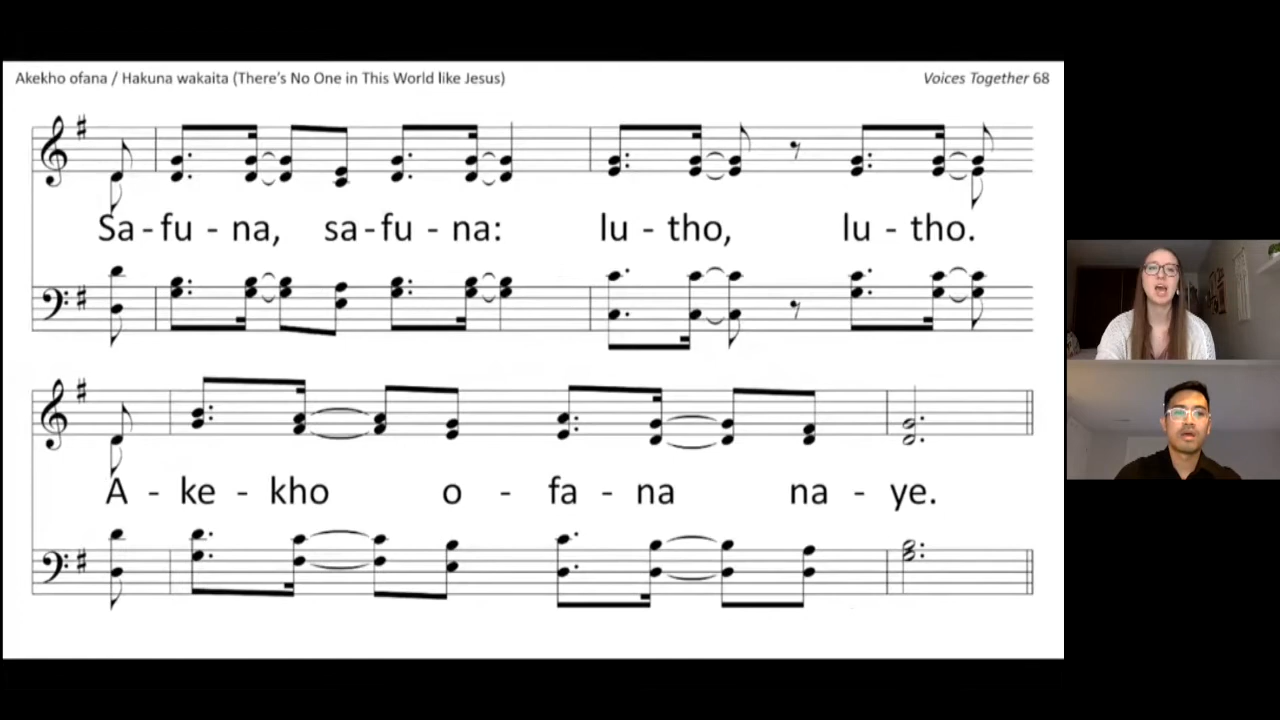 Akekho ofana / Hakuna wakaita (There's No One in This World like Jesus)
Voices Together 68
Sa - fu - na, sa - fu - na: lu - tho, lu - tho.
A - ke - kho o - fa - na na - ye.